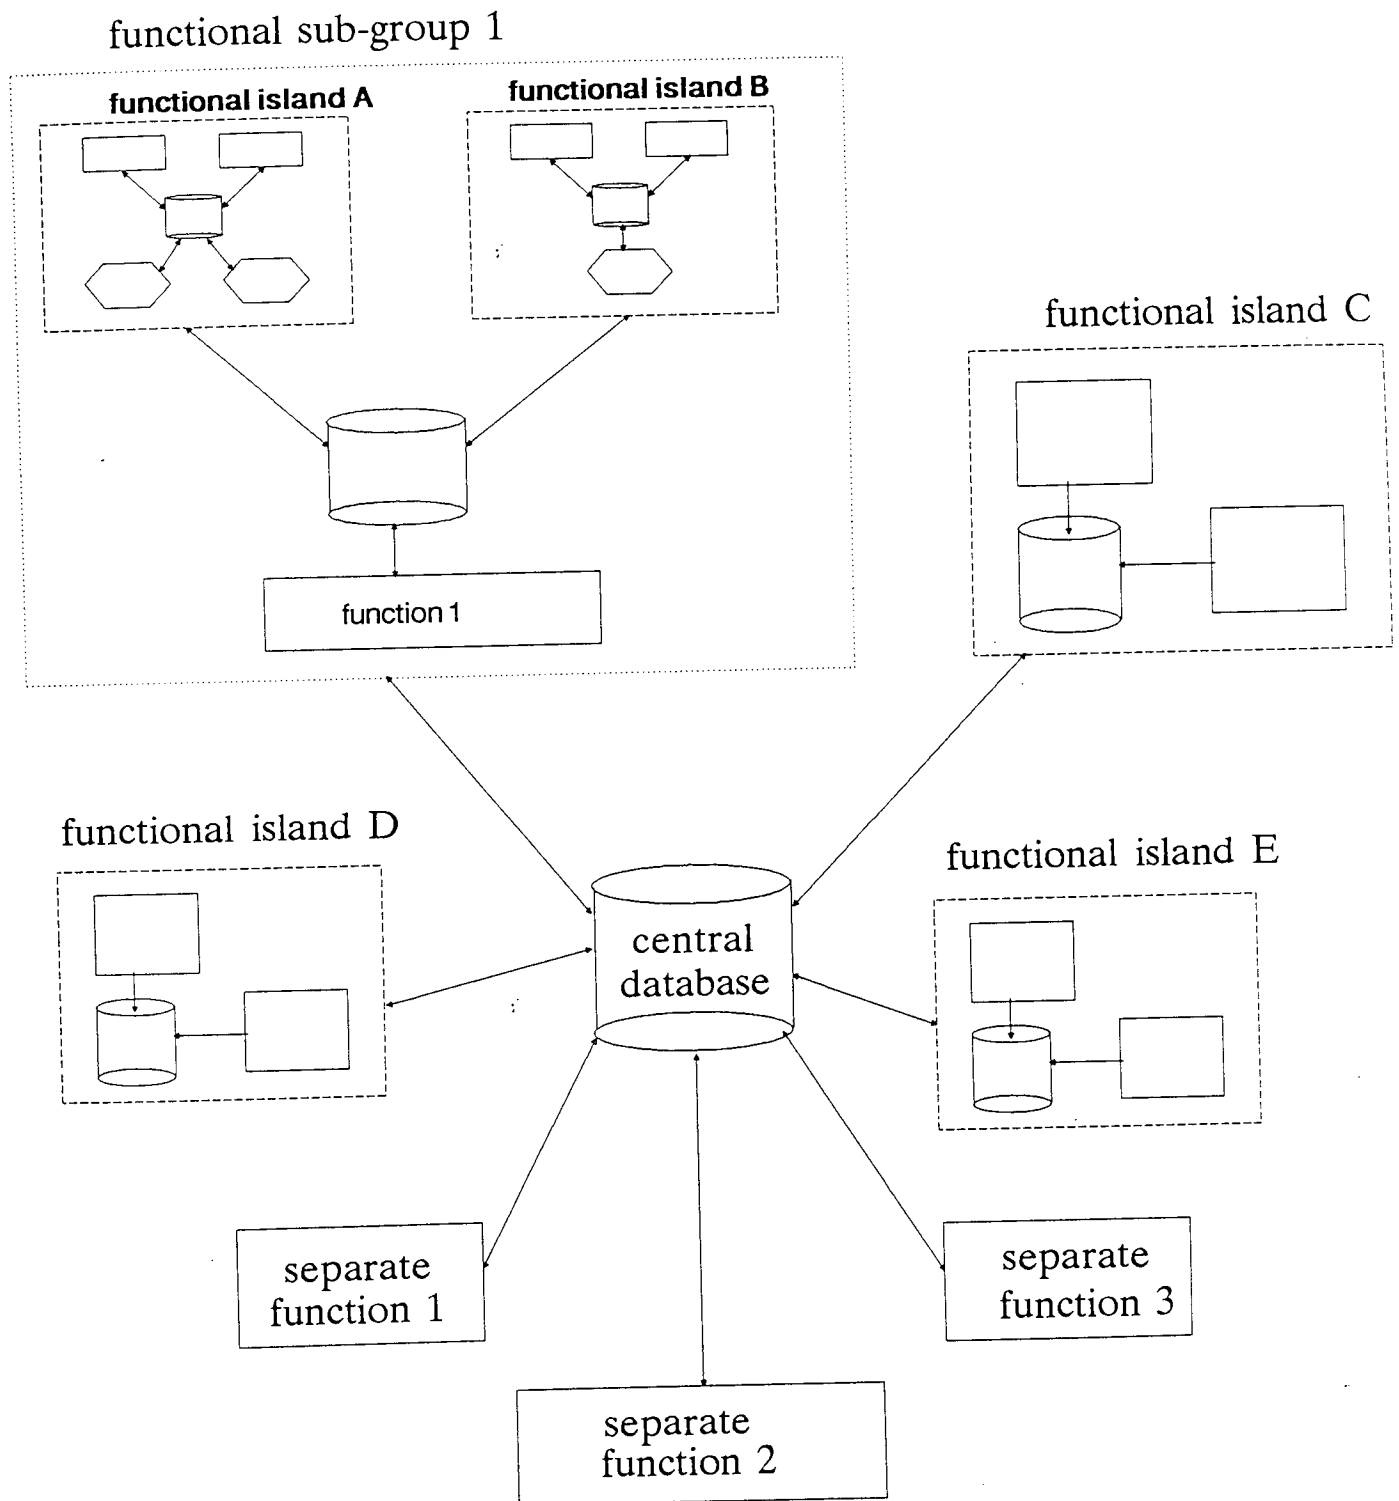 functional sub-group 1
functional island A
functional island B
functional island C
function 1
functional island D
functional island E
central
database
separate
function 1
separate
function 3
separate
function 2